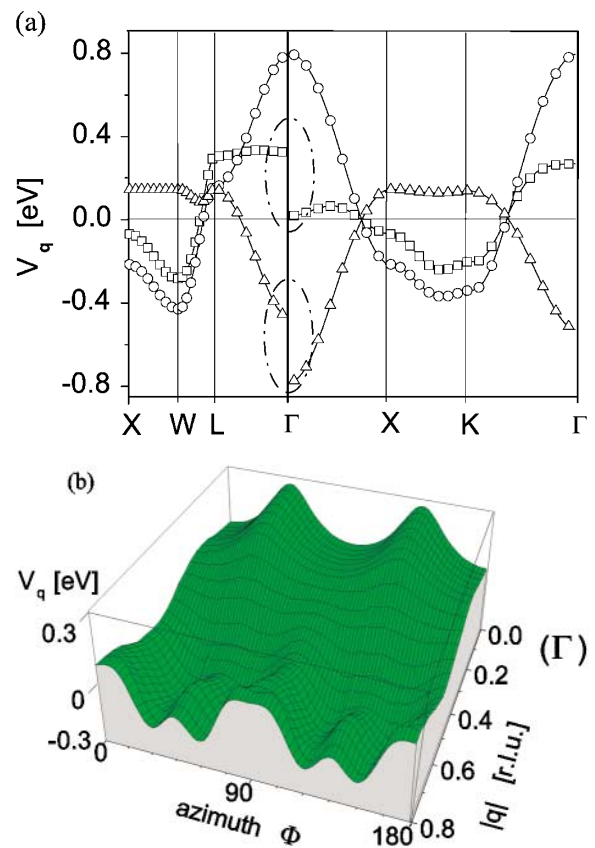 (a)
0.8
0.4
0.0
-0.4
-0.8
V_q [eV]
X W L Γ X K Γ
(b)
V_q [eV]
0.3
0
-0.3
0
90
180
azimuth Φ
0.0
0.2
0.4
0.6
0.8
(Γ)
|q| [r.l.u.]